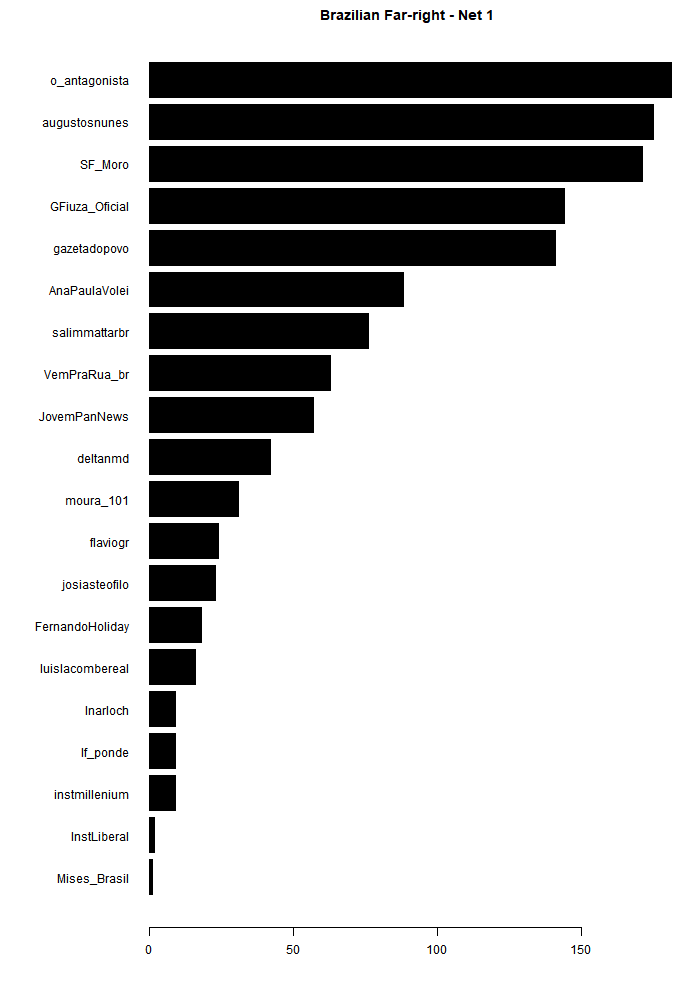 Brazilian Far-right - Net 1
o_antagonista
augustosnunes
SF_Moro
GFiuza_Oficial
gazetadopovo
AnaPaulaVolei
salimmattarbr
VemPraRua_br
JovemPanNews
deltanmd
moura_101
flaviogr
josiasteofilo
FernandoHoliday
luislacombereal
lnarloch
lf_ponde
instmillenium
InstLiberal
Mises_Brasil
0 50 100 150